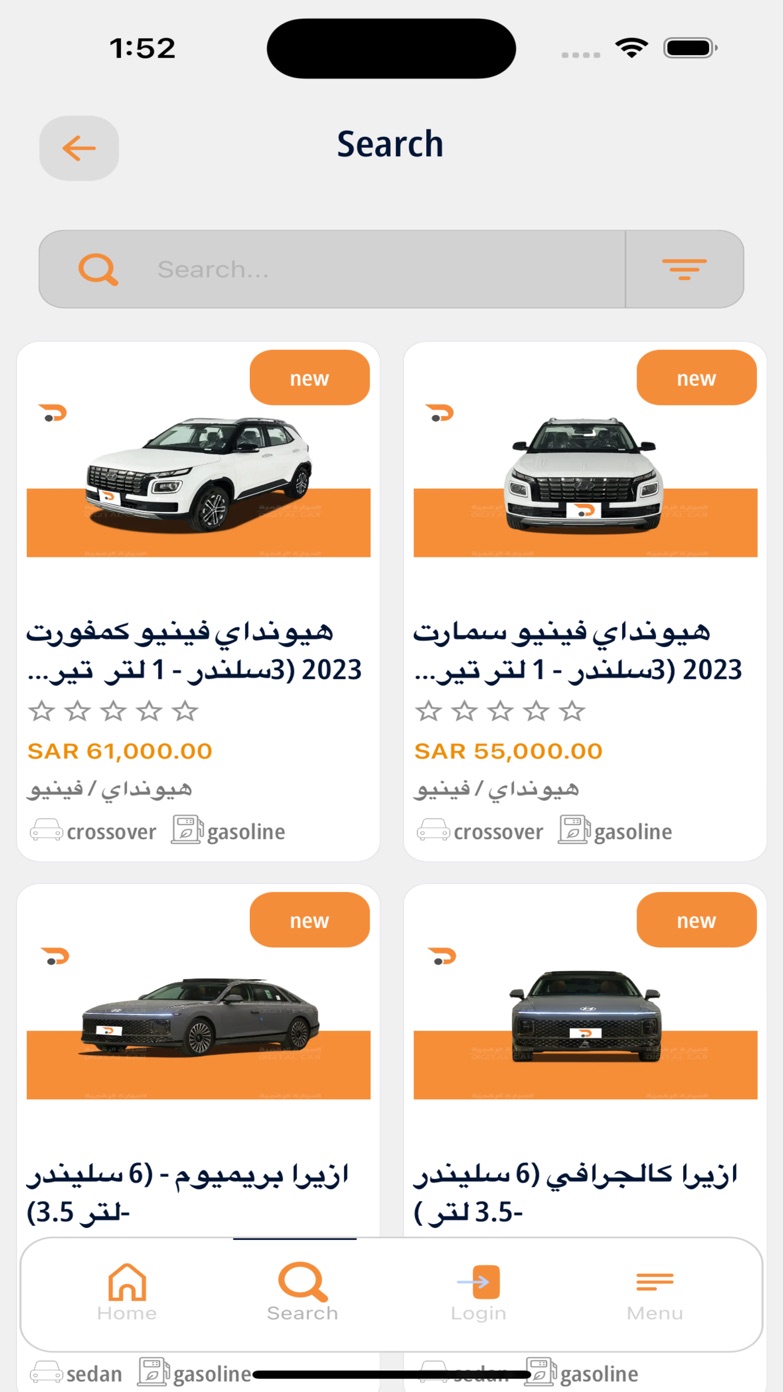 1:52
Search
Search...
new
هيونداي فينيو كمفورت
2023 (3سلندر - 1 لتر تير...
SAR 61,000.00
هيونداي / فينيو
crossover gasoline
new
هيونداي فينيو سمارت
2023 (3سلندر - 1 لتر تير...
SAR 55,000.00
هيونداي / فينيو
crossover gasoline
new
ازيرا بريميوم - (6 سليندر
-لتر 3.5)
sedan gasoline
new
ازيرا كالجرافي (6 سليندر
-3.5 لتر )
sedan gasoline
Home
Search
Login
Menu